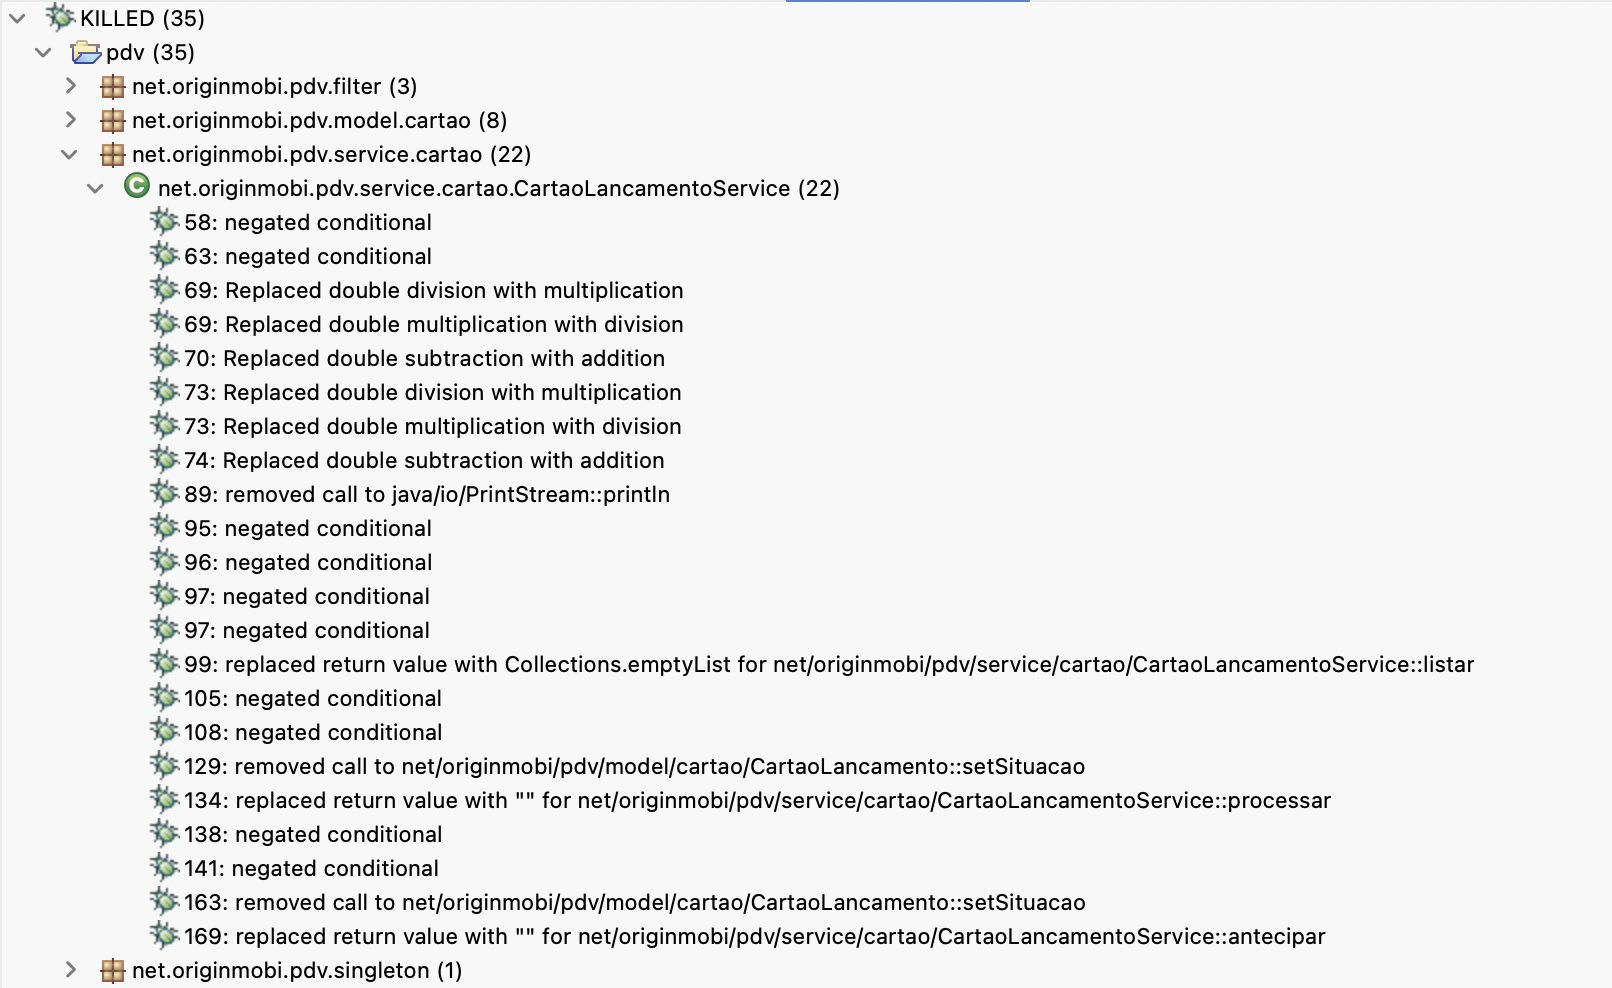 KILLED (35)
pdv (35)
net.originmobi.pdv.filter (3)
net.originmobi.pdv.model.cartao (8)
net.originmobi.pdv.service.cartao (22)
net.originmobi.pdv.service.cartao.CartaoLancamentoService (22)
58: negated conditional
63: negated conditional
69: Replaced double division with multiplication
69: Replaced double multiplication with division
70: Replaced double subtraction with addition
73: Replaced double division with multiplication
73: Replaced double multiplication with division
74: Replaced double subtraction with addition
89: removed call to java/io/PrintStream::println
95: negated conditional
96: negated conditional
97: negated conditional
97: negated conditional
99: replaced return value with Collections.emptyList for net/originmobi/pdv/service/cartao/CartaoLancamentoService::listar
105: negated conditional
108: negated conditional
129: removed call to net/originmobi/pdv/model/cartao/CartaoLancamento::setSituacao
134: replaced return value with "" for net/originmobi/pdv/service/cartao/CartaoLancamentoService::processar
138: negated conditional
141: negated conditional
163: removed call to net/originmobi/pdv/model/cartao/CartaoLancamento::setSituacao
169: replaced return value with "" for net/originmobi/pdv/service/cartao/CartaoLancamentoService::antecipar
net.originmobi.pdv.singleton (1)